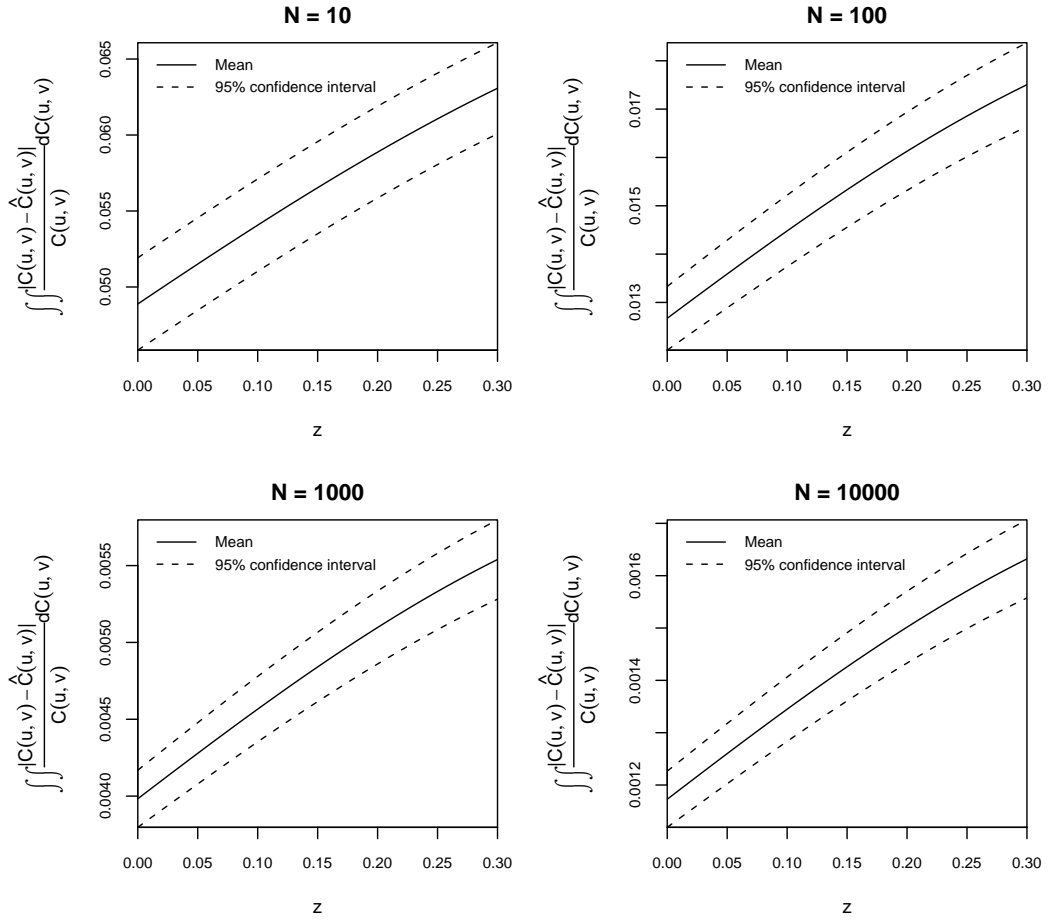 N = 10
Mean
95% confidence interval
∫∫ |C(u, v) − Ĉ(u, v)| / C(u, v) dC(u, v)
0.065
0.060
0.055
0.050
0.00 0.05 0.10 0.15 0.20 0.25 0.30
z
N = 100
Mean
95% confidence interval
∫∫ |C(u, v) − Ĉ(u, v)| / C(u, v) dC(u, v)
0.017
0.015
0.013
0.00 0.05 0.10 0.15 0.20 0.25 0.30
z
N = 1000
Mean
95% confidence interval
∫∫ |C(u, v) − Ĉ(u, v)| / C(u, v) dC(u, v)
0.0055
0.0050
0.0045
0.0040
0.00 0.05 0.10 0.15 0.20 0.25 0.30
z
N = 10000
Mean
95% confidence interval
∫∫ |C(u, v) − Ĉ(u, v)| / C(u, v) dC(u, v)
0.0016
0.0014
0.0012
0.00 0.05 0.10 0.15 0.20 0.25 0.30
z